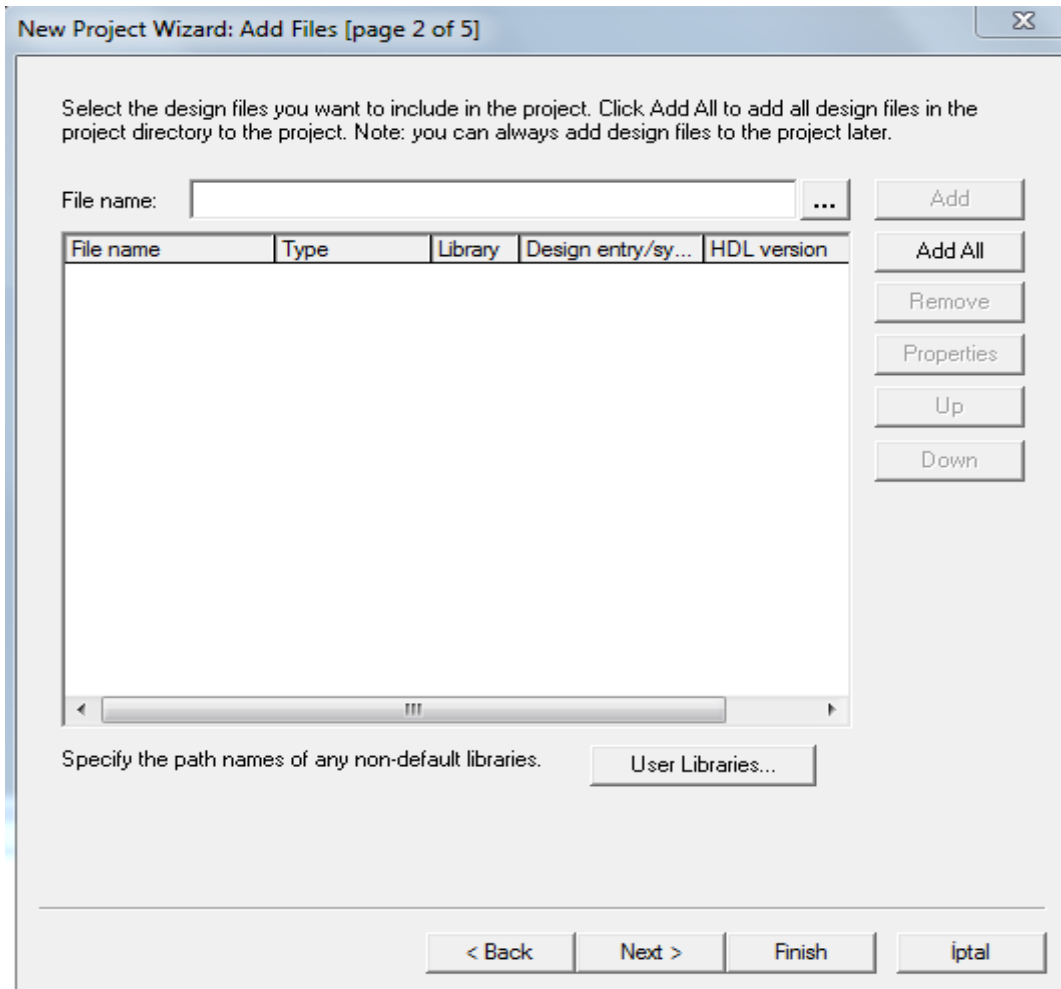 New Project Wizard: Add Files [page 2 of 5]
Select the design files you want to include in the project. Click Add All to add all design files in the
project directory to the project. Note: you can always add design files to the project later.
File name: ... Add
File name Type Library Design entry/sy... HDL version Add All
Remove
Properties
Up
Down
Specify the path names of any non-default libraries. User Libraries...
< Back Next > Finish İptal